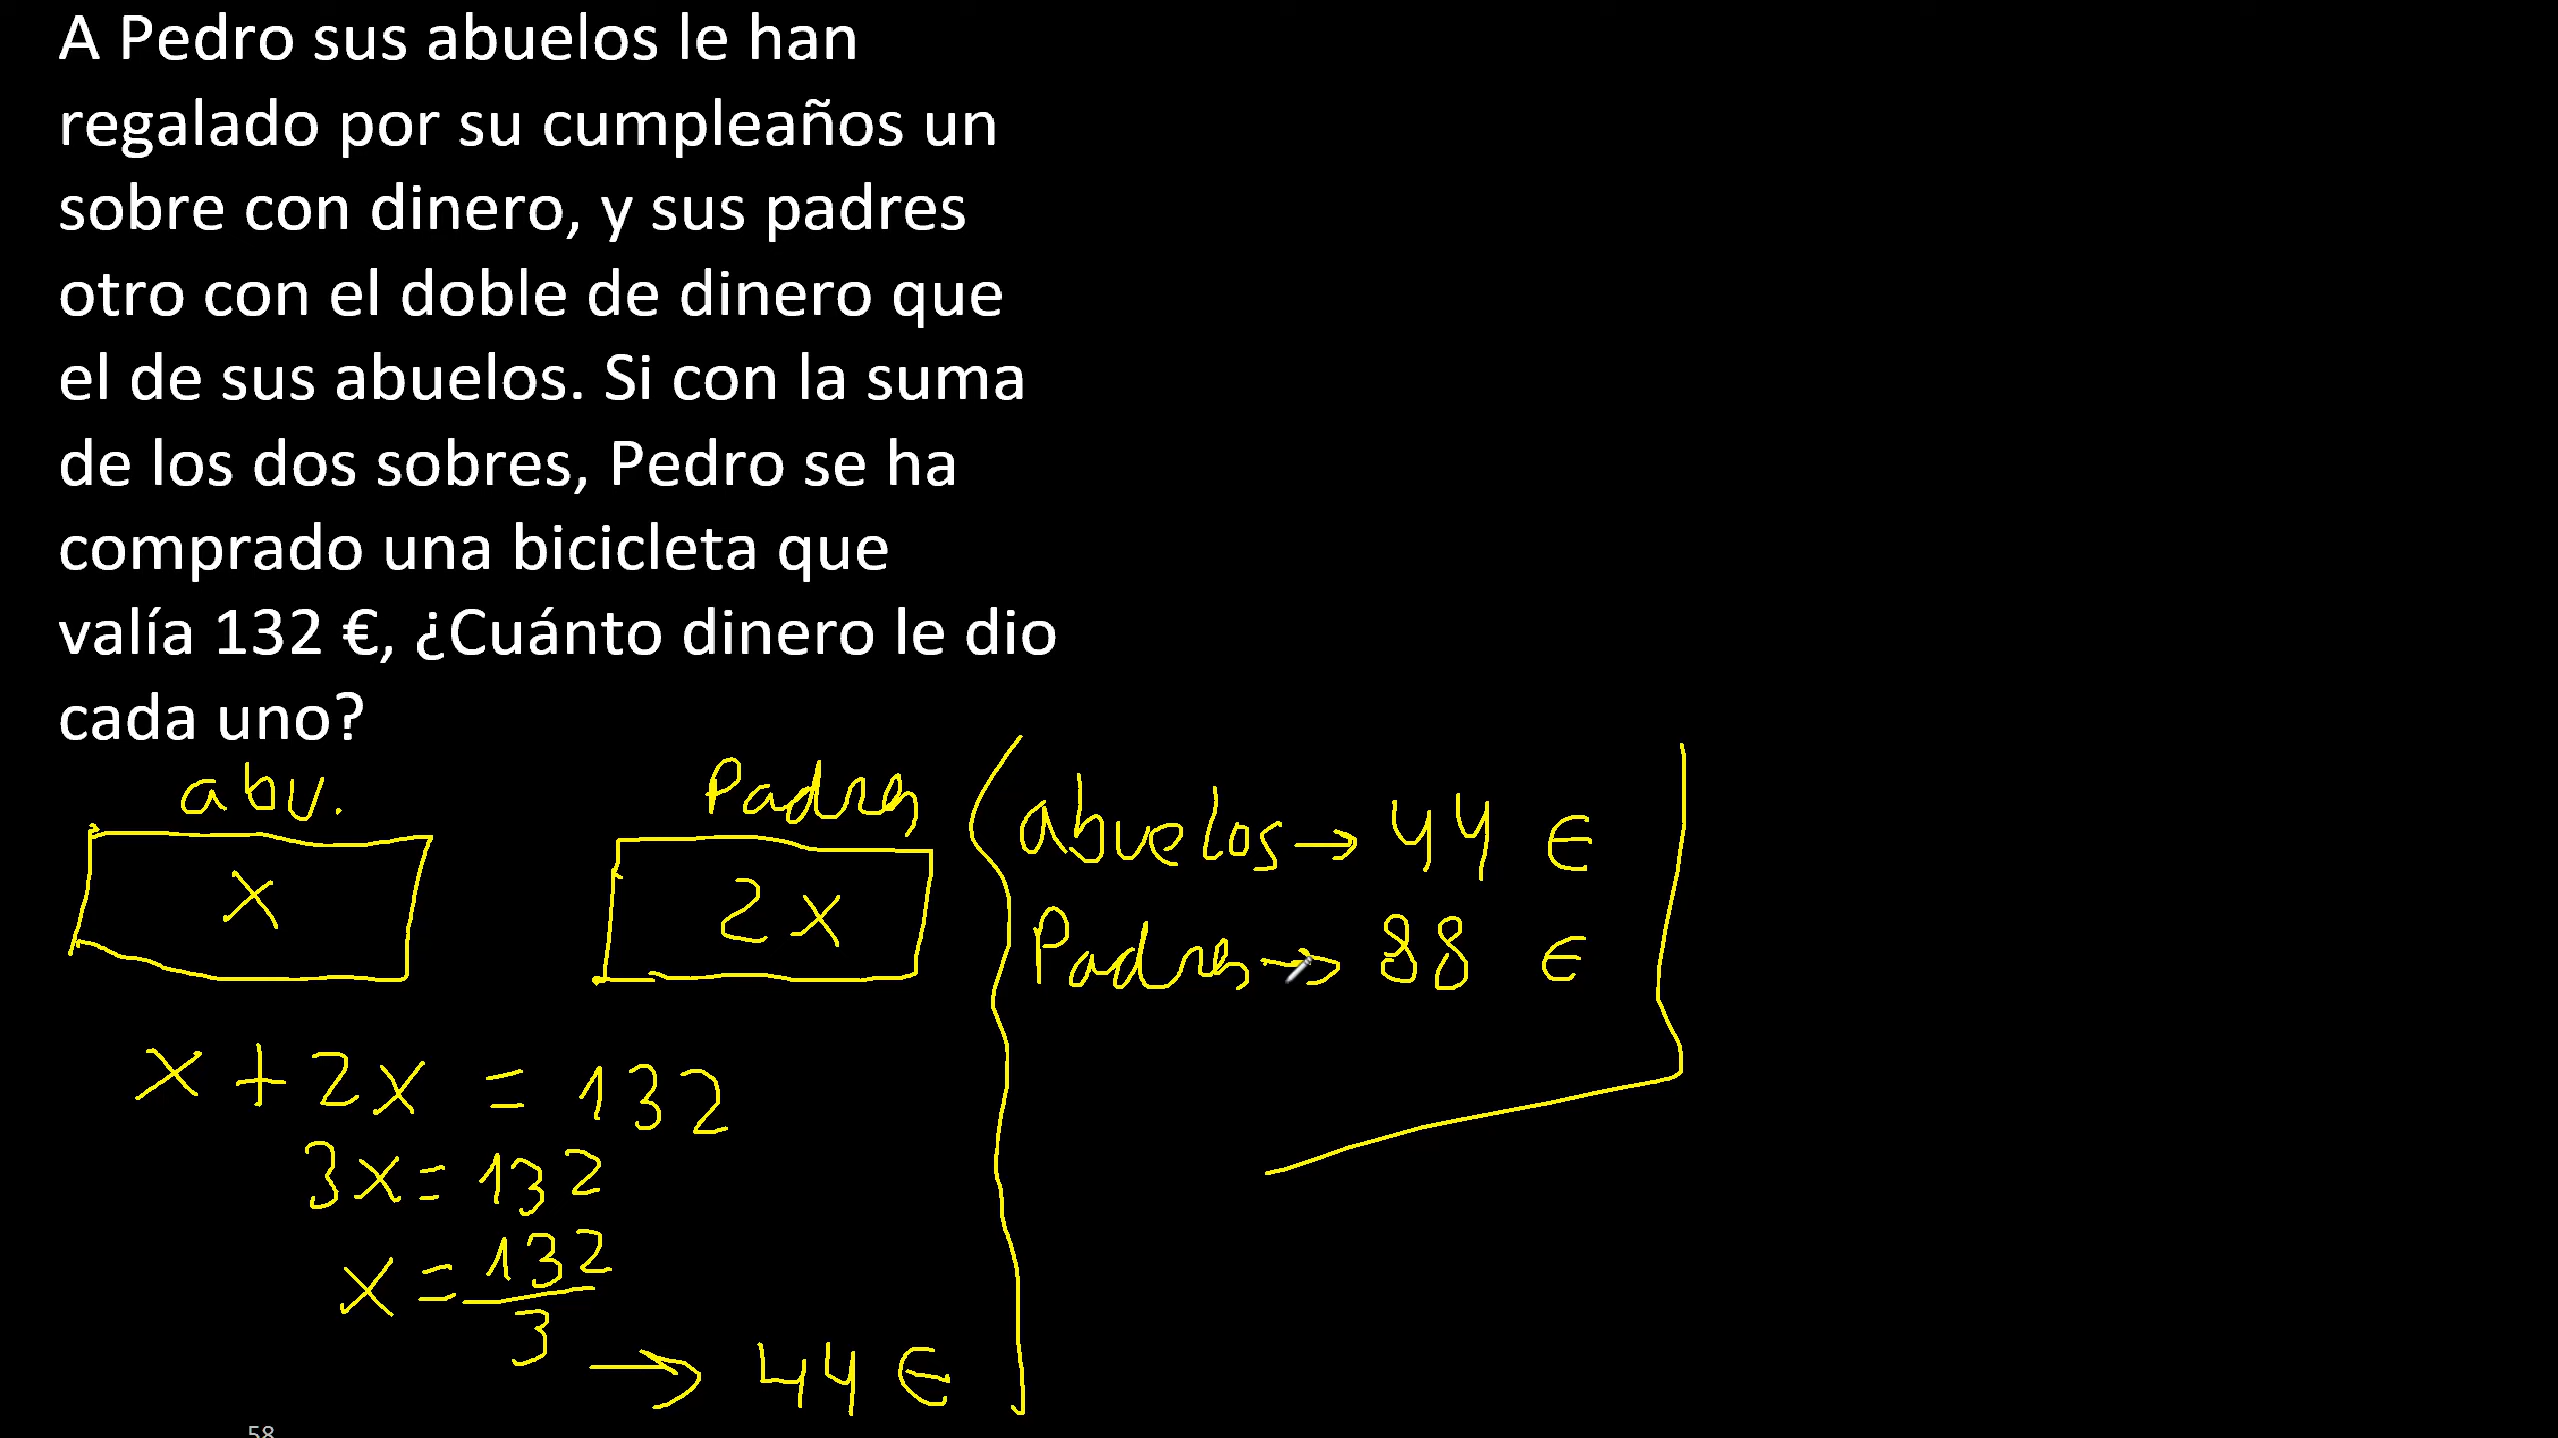 A Pedro sus abuelos le han
regalado por su cumpleaños un
sobre con dinero, y sus padres
otro con el doble de dinero que
el de sus abuelos. Si con la suma
de los dos sobres, Pedro se ha
comprado una bicicleta que
valía 132 €, ¿Cuánto dinero le dio
cada uno?
abu.
Padres
x
2x
x + 2x = 132
3x = 132
x = 132/3
→ 44 €
abuelos → 44 €
Padres → 88 €
58